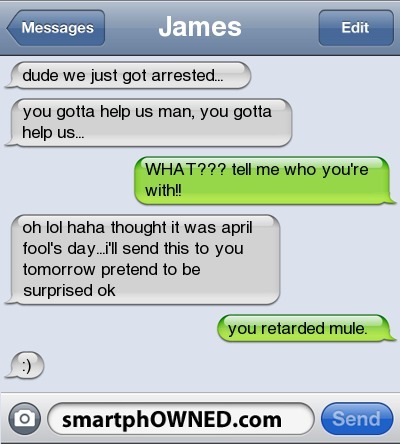 Messages
James
Edit
dude we just got arrested...
you gotta help us man, you gotta
help us...
WHAT??? tell me who you're
with!!
oh lol haha thought it was april
fool's day...i'll send this to you
tomorrow pretend to be
surprised ok
you retarded mule.
:)
smartphOWNED.com
Send